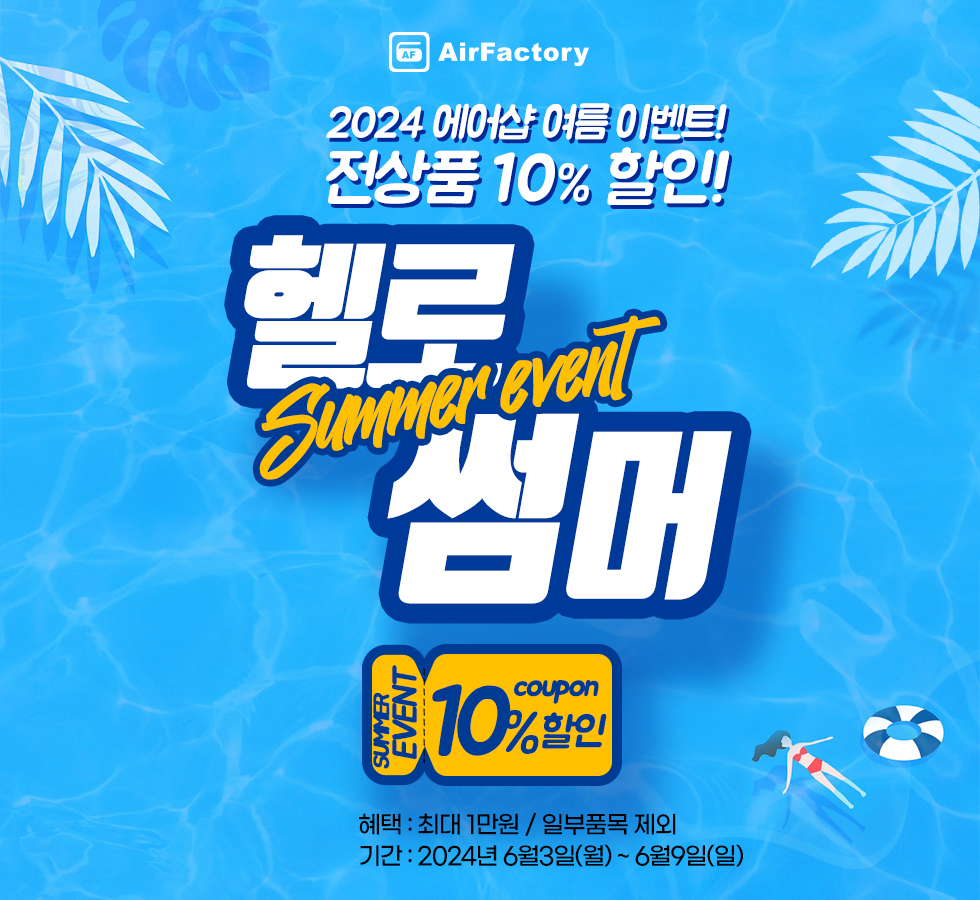 AF AirFactory
2024 에어샵 여름 이벤트!
전상품 10% 할인!
헬로
Summer event
썸머
SUMMER
EVENT
10%
coupon
할인
혜택 : 최대 1만원 / 일부품목 제외
기간 : 2024년 6월3일(월) ~ 6월9일(일)